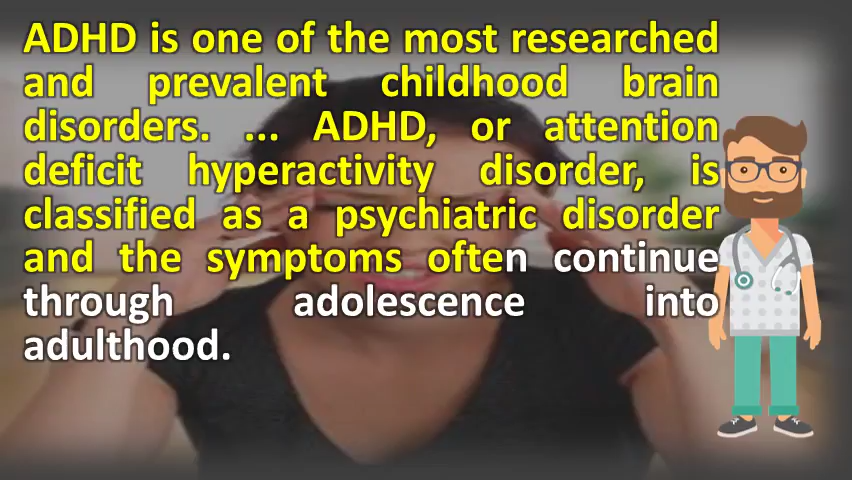 ADHD is one of the most researched
and prevalent childhood brain
disorders. ... ADHD, or attention
deficit hyperactivity disorder, is
classified as a psychiatric disorder
and the symptoms often continue
through adolescence into
adulthood.